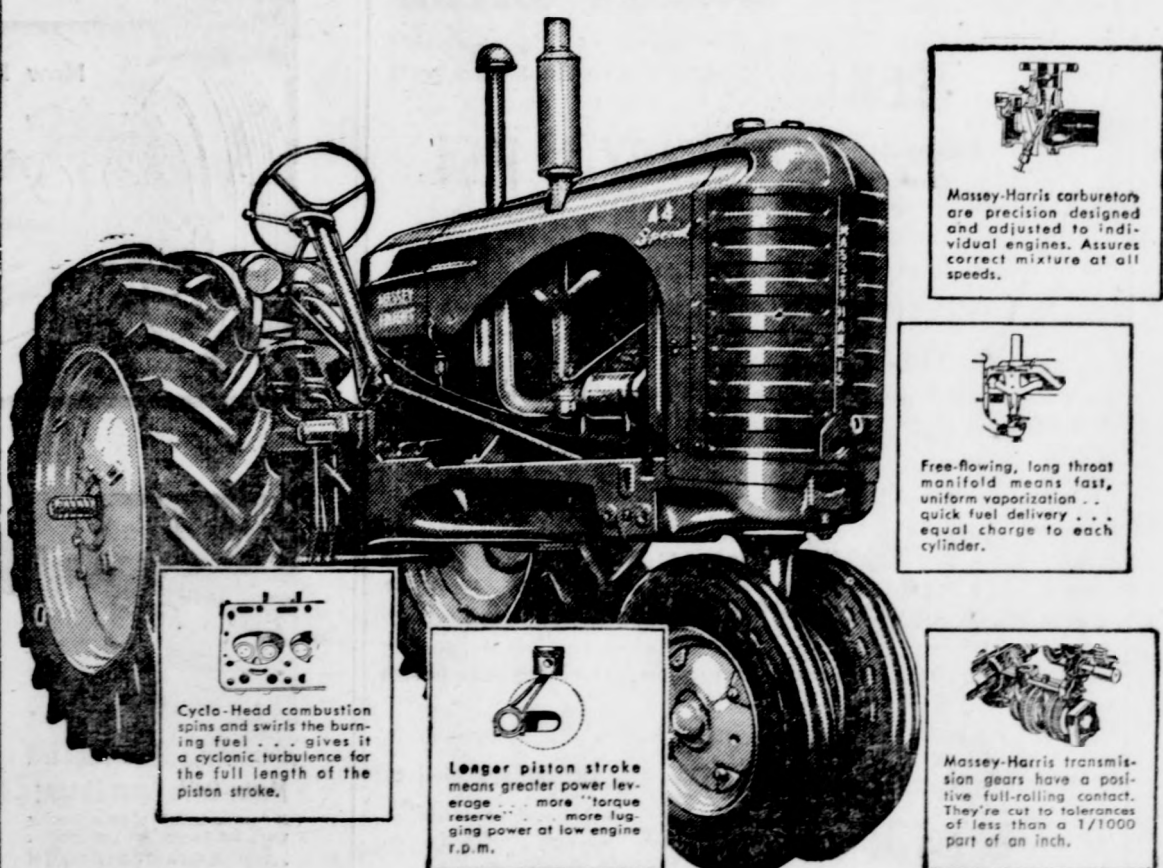 44
Special
MASSEY
HARRIS
MASSEY-HARRIS
Massey-Harris carburetors
are precision designed
and adjusted to indi-
vidual engines. Assures
correct mixture at all
speeds.
Free-flowing, long throat
manifold means fast,
uniform vaporization . .
quick fuel delivery . . .
equal charge to each
cylinder.
Cyclo-Head combustion
spins and swirls the burn-
ing fuel . . . gives it
a cyclonic turbulence for
the full length of the
piston stroke.
Longer piston stroke
means greater power lev-
erage . . . more "torque
reserve" . . . more lug-
ging power at low engine
r.p.m.
Massey-Harris transmis-
sion gears have a posi-
tive full-rolling contact.
They're cut to tolerances
of less than a 1/1000
part of an inch.